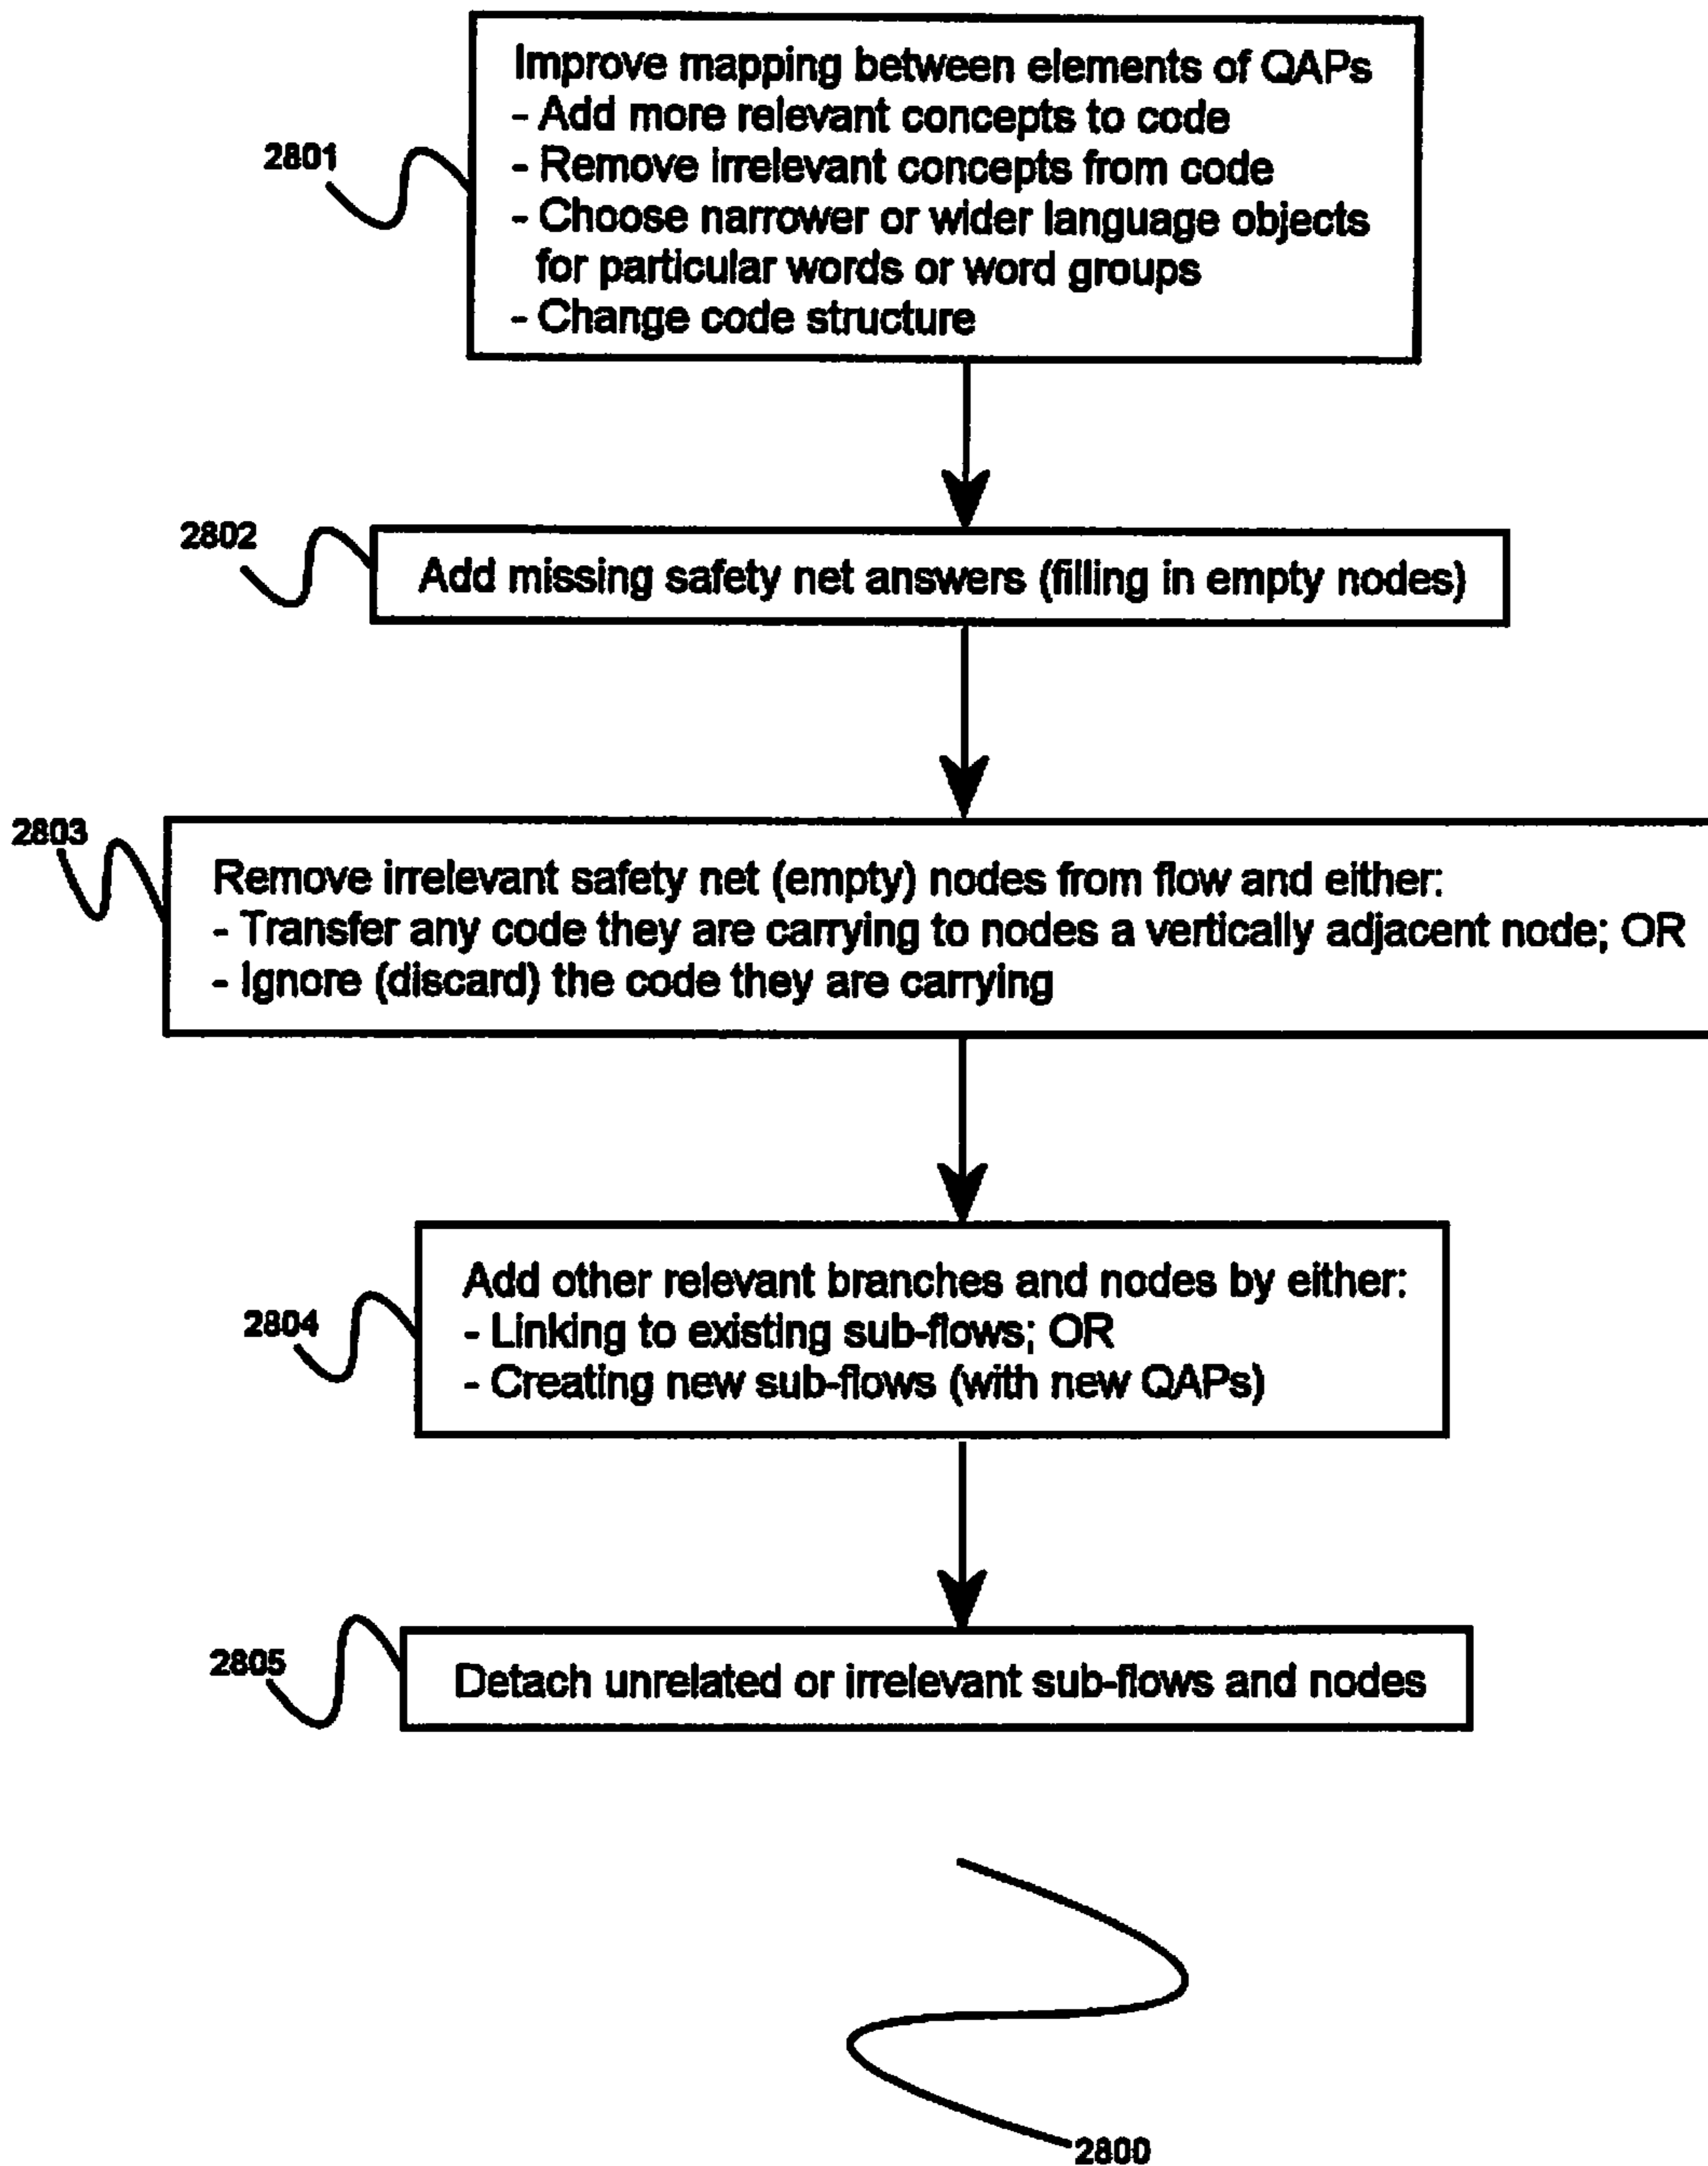 Improve mapping between elements of QAPs
- Add more relevant concepts to code
2801
- Remove irrelevant concepts from code
- Choose narrower or wider language objects
for particular words or word groups
- Change code structure
2802
Add missing safety net answers (filling in empty nodes)
2803
Remove irrelevant safety net (empty) nodes from flow and either:
- Transfer any code they are carrying to nodes a vertically adjacent node; OR
- Ignore (discard) the code they are carrying
Add other relevant branches and nodes by either:
2804
- Linking to existing sub-flows; OR
- Creating new sub-flows (with new QAPs)
2805
Detach unrelated or irrelevant sub-flows and nodes
2800